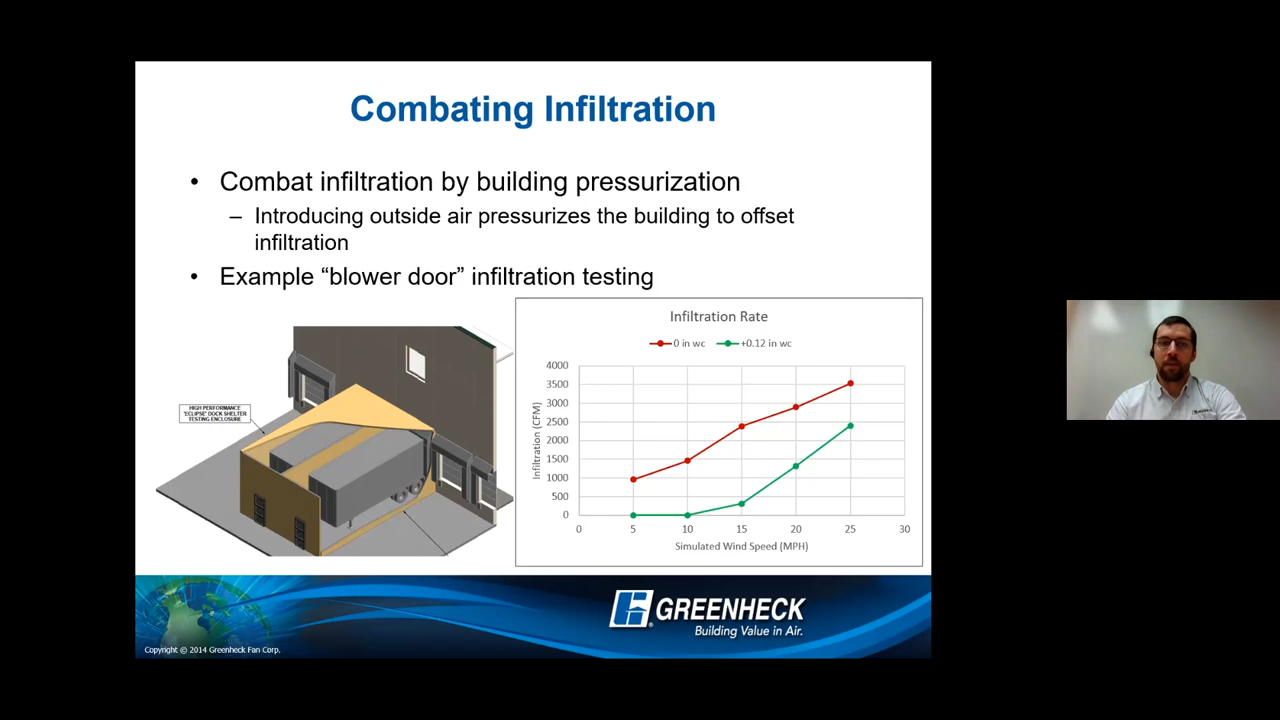 Combating Infiltration
• Combat infiltration by building pressurization
– Introducing outside air pressurizes the building to offset
infiltration
• Example “blower door” infiltration testing
HIGH PERFORMANCE
'ECLIPSE' DOCK SHELTER
TESTING ENCLOSURE
Infiltration Rate
0 in wc
+0.12 in wc
Infiltration (CFM)
4000
3500
3000
2500
2000
1500
1000
500
0
0 5 10 15 20 25 30
Simulated Wind Speed (MPH)
GREENHECK
Building Value in Air.
Copyright © 2014 Greenheck Fan Corp.